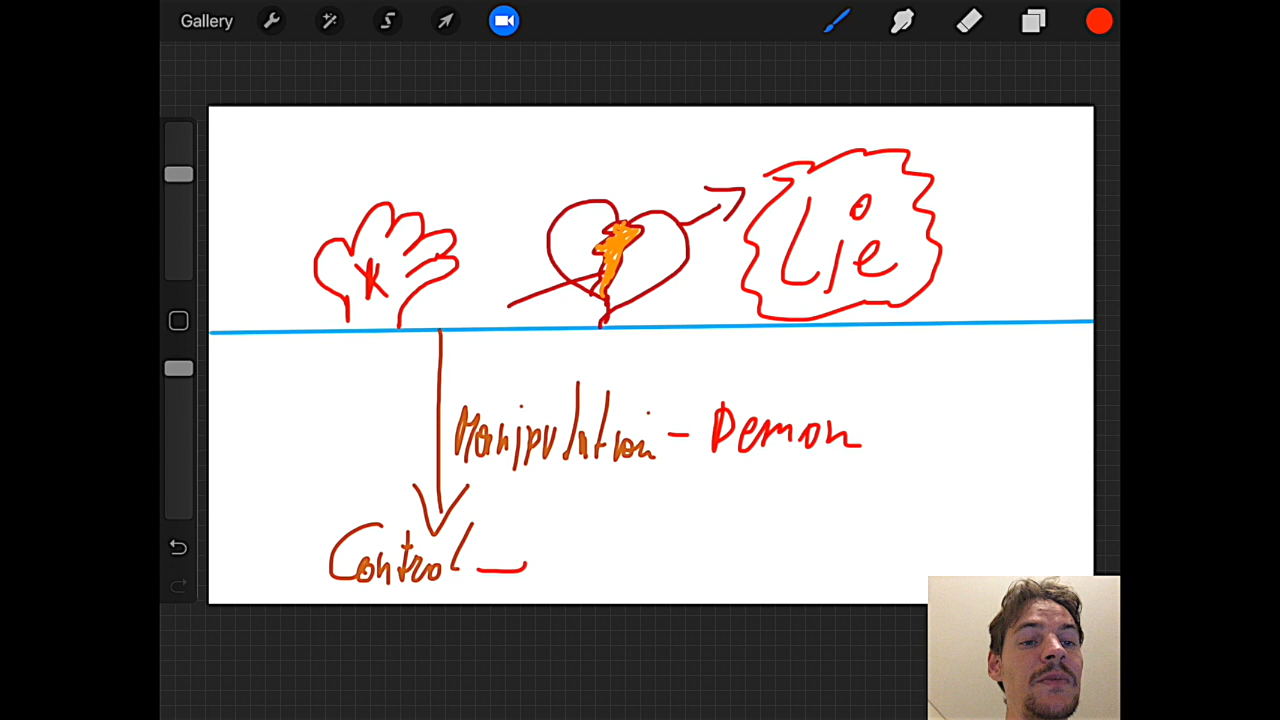 Gallery
Lie
Manipulation - Demon
Control -